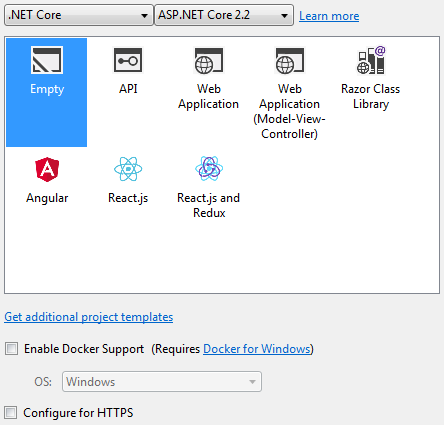 .NET Core ASP.NET Core 2.2 Learn more
Empty API Web Application Web Application (Model-View-Controller) Razor Class Library
Angular React.js React.js and Redux
Get additional project templates
Enable Docker Support (Requires Docker for Windows)
OS: Windows
Configure for HTTPS